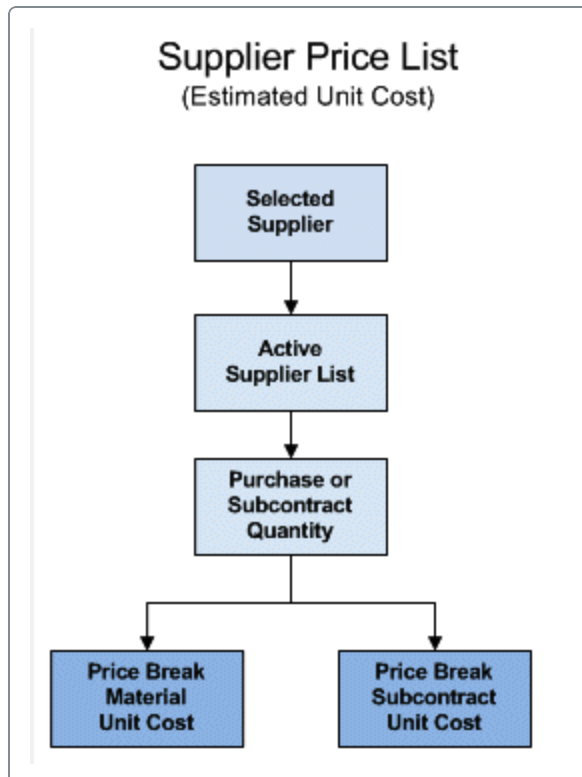 Supplier Price List
(Estimated Unit Cost)
Selected
Supplier
Active
Supplier List
Purchase or
Subcontract
Quantity
Price Break
Material
Unit Cost
Price Break
Subcontract
Unit Cost